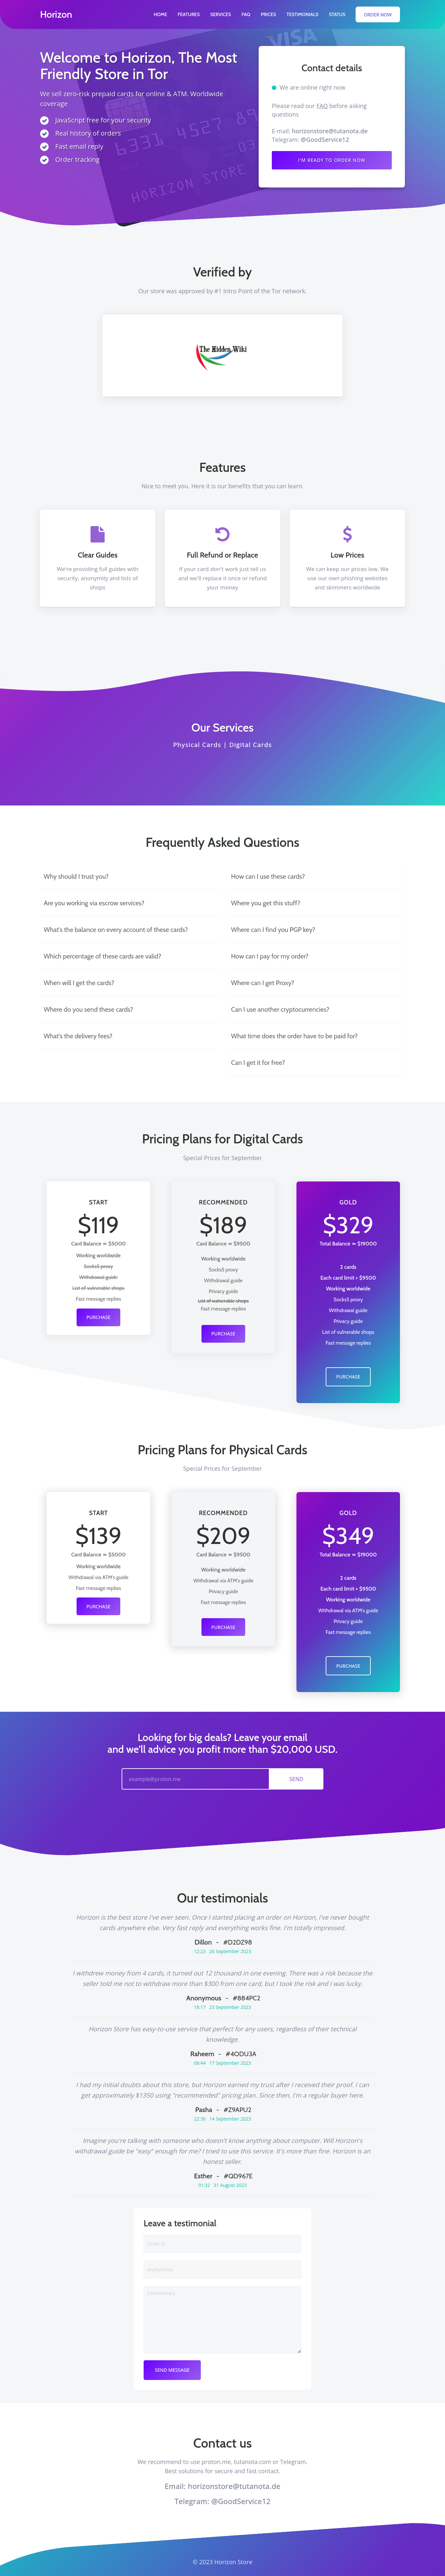 Horizon
HOME FEATURES SERVICES FAQ PRICES TESTIMONIALS STATUS ORDER NOW
Welcome to Horizon, The Most
Friendly Store in Tor
We sell zero-risk prepaid cards for online & ATM. Worldwide
coverage
JavaScript free for your security
Real history of orders
Fast email reply
Order tracking
VISA
HORIZON STORE
Contact details
We are online right now
Please read our FAQ before asking
questions
E-mail: horizonstore@tutanota.de
Telegram: @GoodService12
I'M READY TO ORDER NOW
Verified by
Our store was approved by #1 Intro Point of the Tor network.
The Hidden Wiki
Features
Nice to meet you. Here it is our benefits that you can learn.
Clear Guides
We're providing full guides with
security, anonymity and lists of
shops
Full Refund or Replace
If your card don't work just tell us
and we'll replace it once or refund
your money
Low Prices
We can keep our prices low. We
use our own phishing websites
and skimmers worldwide
Our Services
Physical Cards | Digital Cards
Frequently Asked Questions
Why should I trust you?
Are you working via escrow services?
What's the balance on every account of these cards?
Which percentage of these cards are valid?
When will I get the cards?
Where do you send these cards?
What's the delivery fees?
How can I use these cards?
Where you get this stuff?
Where can I find you PGP key?
How can I pay for my order?
Where can I get Proxy?
Can I use another cryptocurrencies?
What time does the order have to be paid for?
Can I get it for free?
Pricing Plans for Digital Cards
Special Prices for September
START
$119
Card Balance ≈ $5000
Working worldwide
Socks5 proxy
Withdrawal guide
List of vulnerable shops
Fast message replies
PURCHASE
RECOMMENDED
$189
Card Balance ≈ $9500
Working worldwide
Socks5 proxy
Withdrawal guide
Privacy guide
List of vulnerable shops
Fast message replies
PURCHASE
GOLD
$329
Total Balance ≈ $19000
2 cards
Each card limit > $9500
Working worldwide
Socks5 proxy
Withdrawal guide
Privacy guide
List of vulnerable shops
Fast message replies
PURCHASE
Pricing Plans for Physical Cards
Special Prices for September
START
$139
Card Balance ≈ $5000
Working worldwide
Withdrawal via ATM's guide
Fast message replies
PURCHASE
RECOMMENDED
$209
Card Balance ≈ $9500
Working worldwide
Withdrawal via ATM's guide
Privacy guide
Fast message replies
PURCHASE
GOLD
$349
Total Balance ≈ $19000
2 cards
Each card limit > $9500
Working worldwide
Withdrawal via ATM's guide
Privacy guide
Fast message replies
PURCHASE
Looking for big deals? Leave your email
and we'll advice you profit more than $20,000 USD.
example@proton.me SEND
Our testimonials
Horizon is the best store I've ever seen. Once I started placing an order on Horizon, I've never bought
cards anywhere else. Very fast reply and everything works fine. I'm totally impressed.
Dillon - #D2DZ98
12:23 26 September 2023
I withdrew money from 4 cards, it turned out 12 thousand in one evening. There was a risk because the
seller told me not to withdraw more than $300 from one card, but I took the risk and I was lucky.
Anonymous - #884PC2
18:17 23 September 2023
Horizon Store has easy-to-use service that perfect for any users, regardless of their technical
knowledge.
Raheem - #4ODU3A
08:44 17 September 2023
I had my initial doubts about this store, but Horizon earned my trust after I received their proof. I can
get approximately $1350 using "recommended" pricing plan. Since then, I'm a regular buyer here.
Pasha - #Z9APU2
22:38 14 September 2023
Imagine you're talking with someone who doesn't know anything about computer. Will Horizon's
withdrawal guide be "easy" enough for me? I tried to use this service. It's more than fine. Horizon is an
honest seller.
Esther - #QD967E
01:32 31 August 2023
Leave a testimonial
Order ID
Anonymous
Commentary
SEND MESSAGE
Contact us
We recommend to use proton.me, tutanota.com or Telegram.
Best solutions for secure and fast contact.
Email: horizonstore@tutanota.de
Telegram: @GoodService12
© 2023 Horizon Store